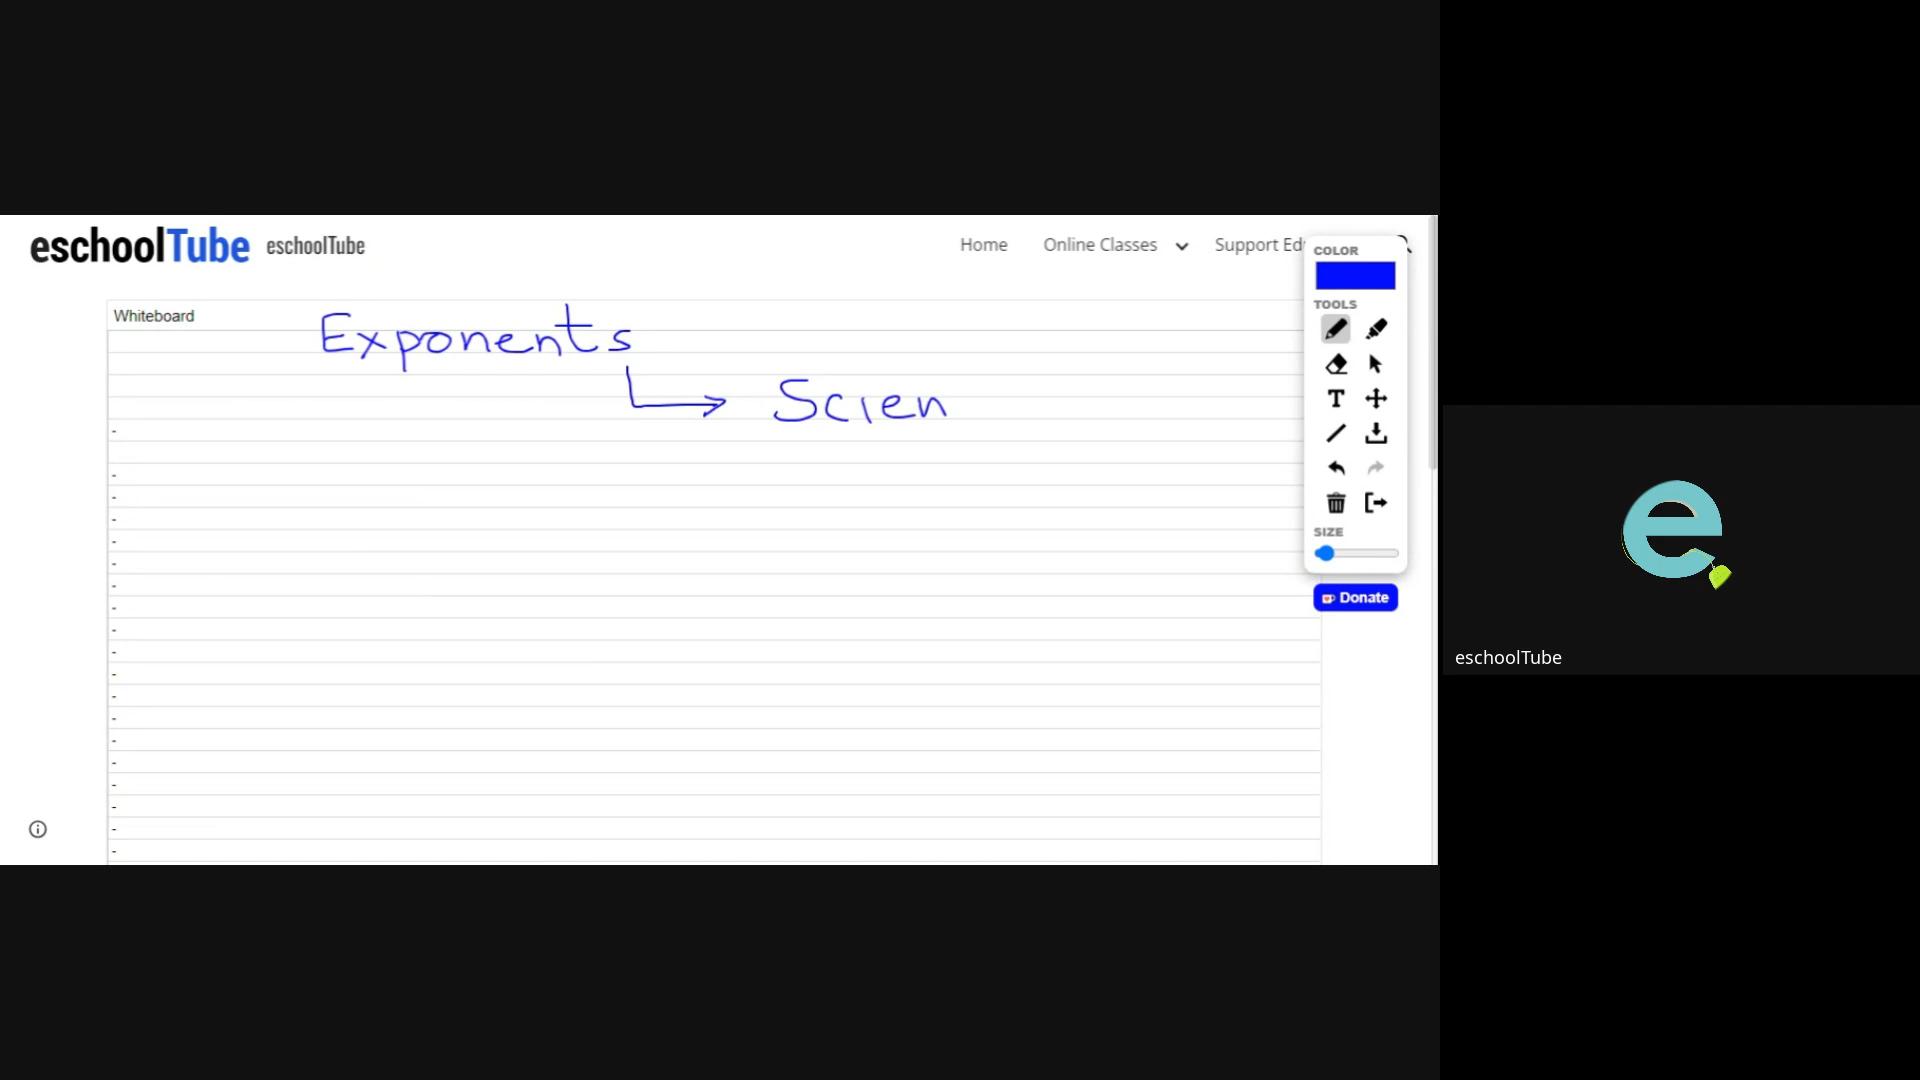 eschoolTube eschoolTube Home Online Classes Support Ed
COLOR
Whiteboard
TOOLS
Exponents
Scien
T
SIZE
Donate
eschoolTube